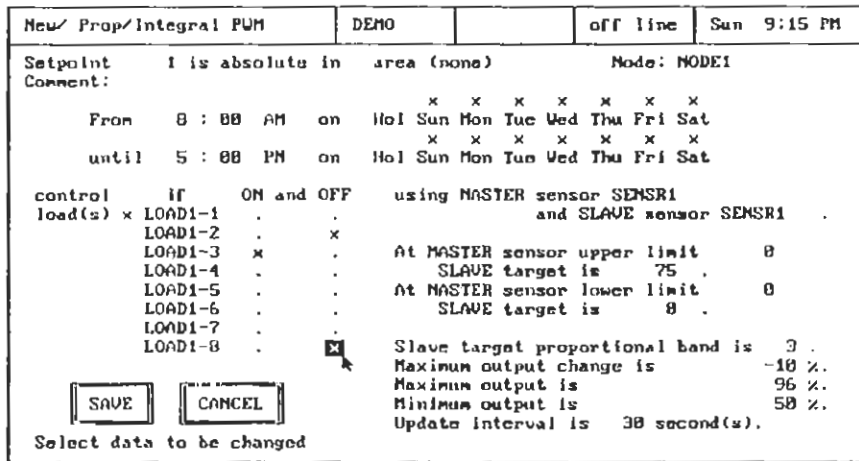 New/ Prop/Integral PWM DEMO off line Sun 9:15 PM
Setpoint 1 is absolute in area (none) Node: NODE1
Comment:
x x x x x x x
From 8 : 00 AM on Hol Sun Mon Tue Wed Thu Fri Sat
x x x x x x x
until 5 : 00 PM on Hol Sun Mon Tue Wed Thu Fri Sat
control if ON and OFF using MASTER sensor SENSR1
load(s) x LOAD1-1 . . and SLAVE sensor SENSR1 .
LOAD1-2 . x
LOAD1-3 x . At MASTER sensor upper limit 0
LOAD1-4 . . SLAVE target is 75 .
LOAD1-5 . . At MASTER sensor lower limit 0
LOAD1-6 . . SLAVE target is 0 .
LOAD1-7 . .
LOAD1-8 . x Slave target proportional band is 3 .
Maximum output change is -10 %.
Maximum output is 96 %.
SAVE CANCEL Minimum output is 50 %.
Update interval is 30 second(s).
Select data to be changed